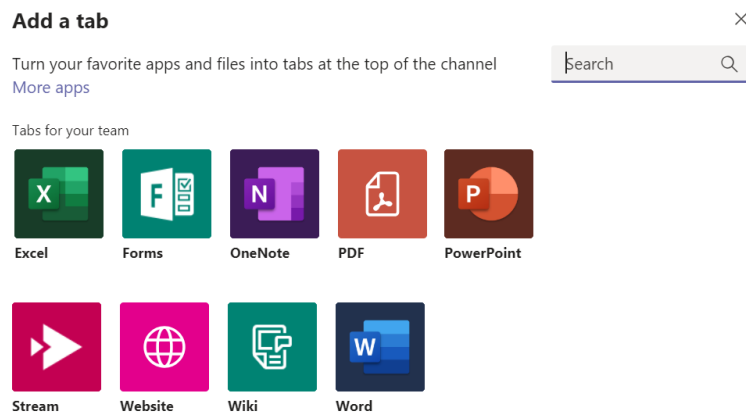 Add a tab
Turn your favorite apps and files into tabs at the top of the channel
Search
More apps
Tabs for your team
X
F
N
P
Excel
Forms
OneNote
PDF
PowerPoint
W
Stream
Website
Wiki
Word